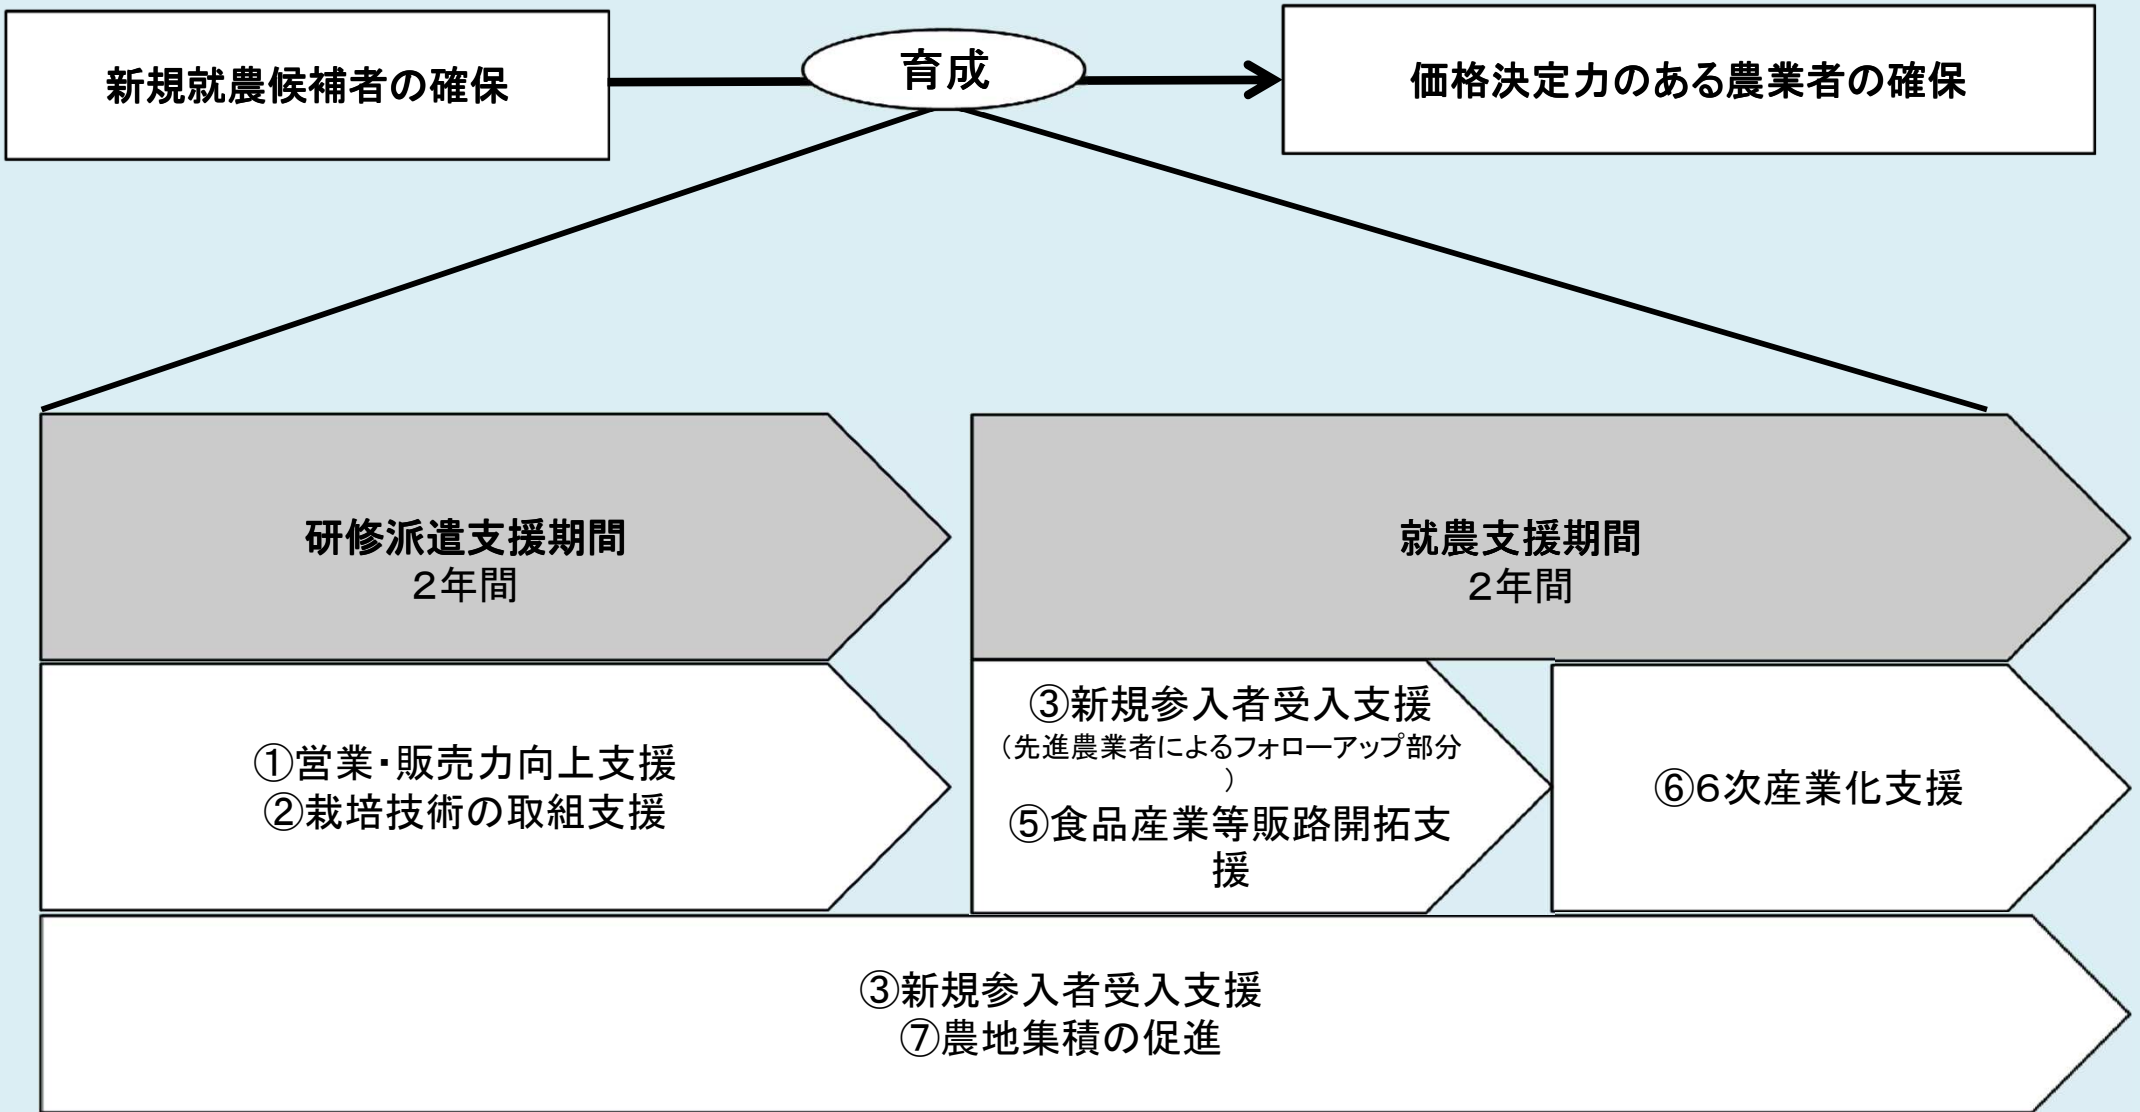 新規就農候補者の確保
育成
価格決定力のある農業者の確保
研修派遣支援期間
２年間
就農支援期間
２年間
①営業・販売力向上支援
②栽培技術の取組支援
③新規参入者受入支援
（先進農業者によるフォローアップ部分
）
⑤食品産業等販路開拓支
援
⑥６次産業化支援
③新規参入者受入支援
⑦農地集積の促進